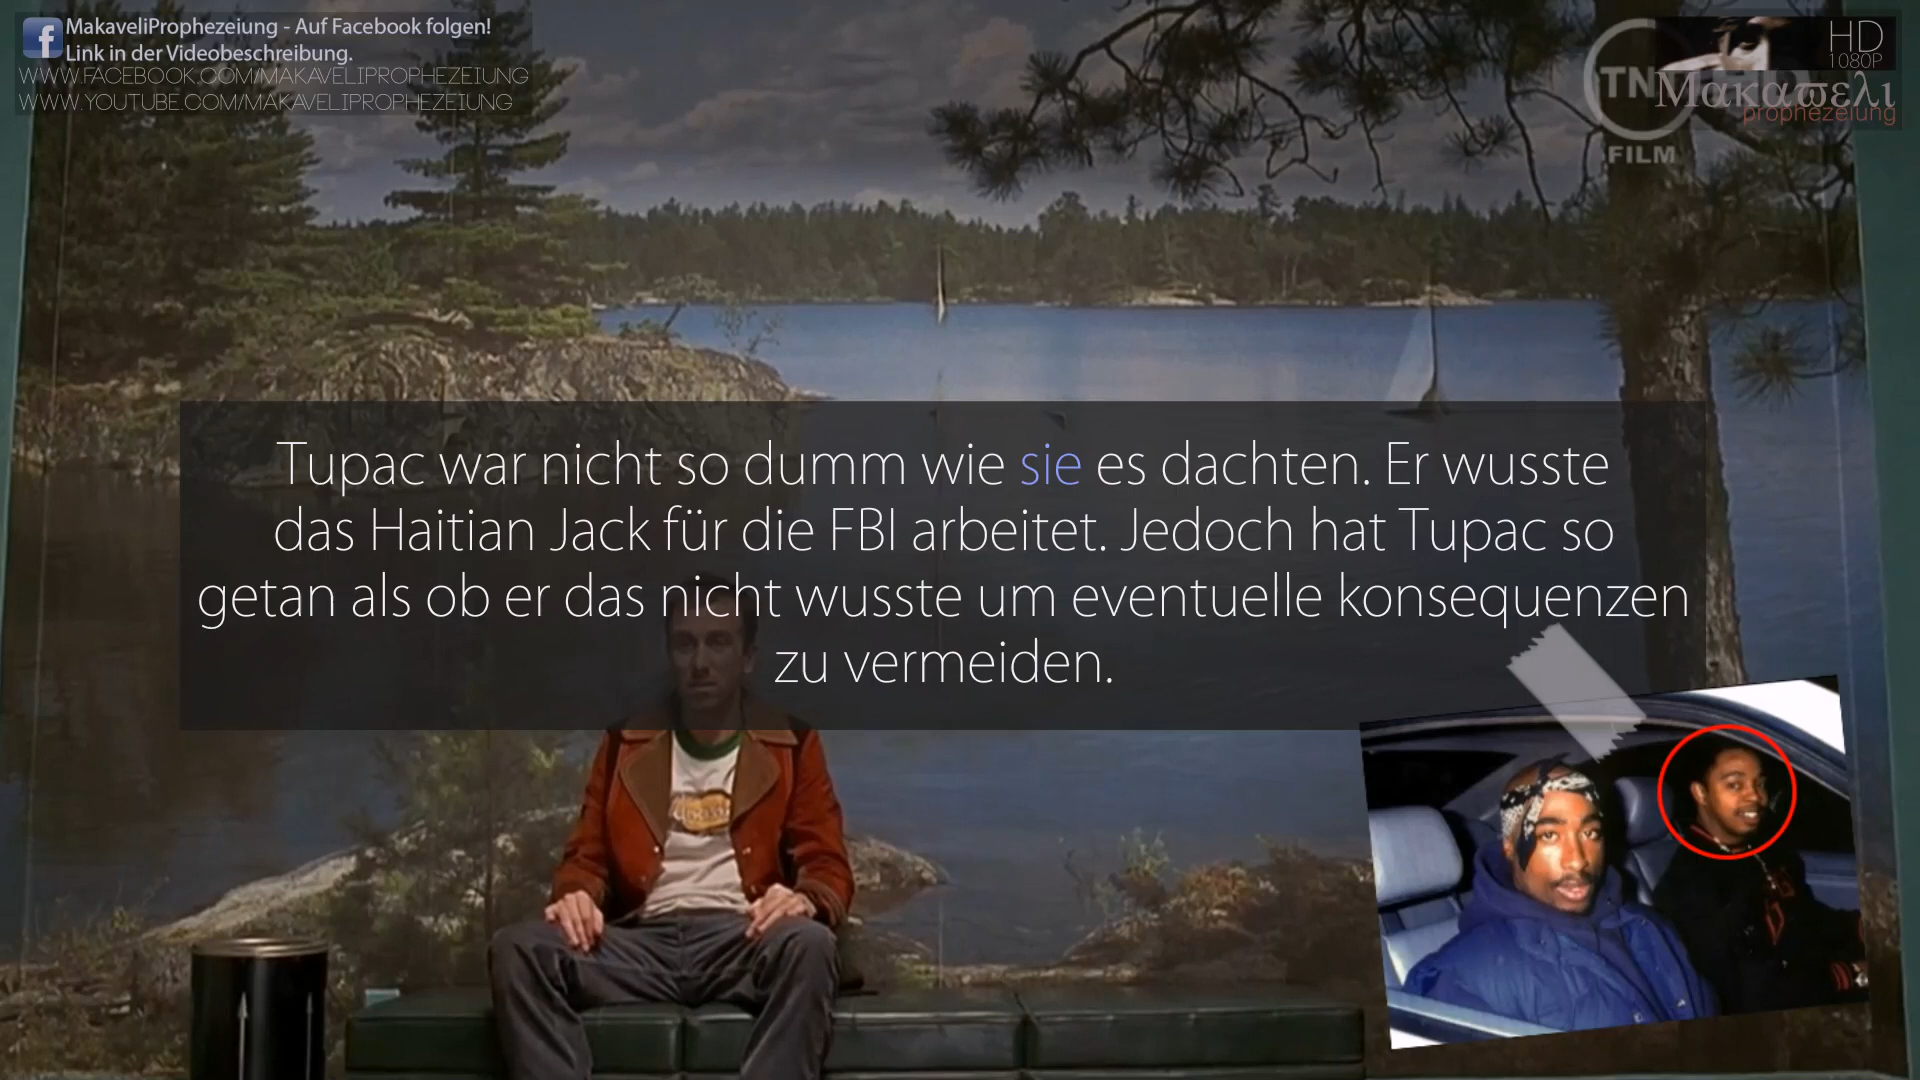 MakaveliProphezeiung - Auf Facebook folgen!
Link in der Videobeschreibung.
WWW.FACEBOOK.COM/MAKAVELIPROPHEZEIUNG
WWW.YOUTUBE.COM/MAKAVELIPROPHEZEIUNG
HD
1080P
TN
Μακαϖελι
prophezeiung
FILM
Tupac war nicht so dumm wie sie es dachten. Er wusste
das Haitian Jack für die FBI arbeitet. Jedoch hat Tupac so
getan als ob er das nicht wusste um eventuelle konsequenzen
zu vermeiden.